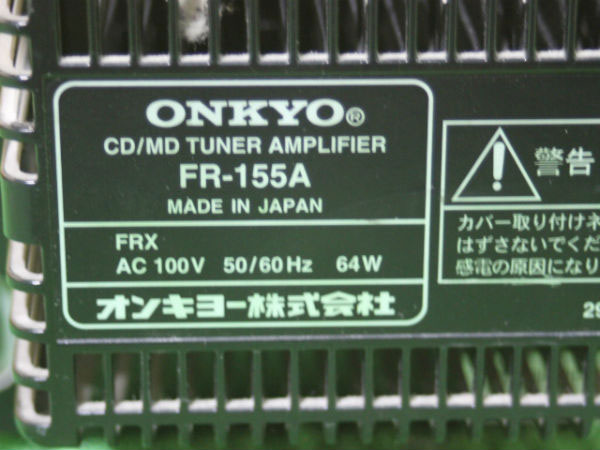 ONKYO®
CD/MD TUNER AMPLIFIER
FR-155A
MADE IN JAPAN
FRX
AC 100V 50/60Hz 64W
オンキヨー株式会社
警告
カバー取り付けネ
はずさないでくだ
感電の原因になり
29